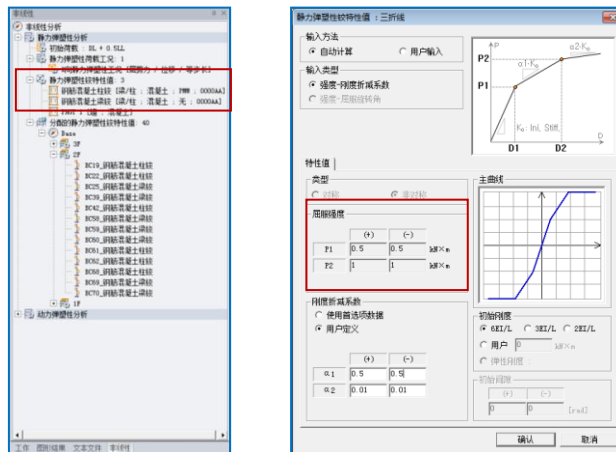 非线性
非线性分析
静力弹塑性分析
初始荷载 : DL + 0.5LL
静力弹塑性荷载工况: 1
静力弹塑性铰特性值: 3
钢筋混凝土柱铰 [梁/柱 ; 混凝土 ; PMM ; 0000AA]
钢筋混凝土梁铰 [梁/柱 ; 混凝土 ; 无 ; 0000AA]
分配的静力弹塑性铰特性值: 40
Base
3F
2F
BC19_钢筋混凝土柱铰
BC22_钢筋混凝土柱铰
BC25_钢筋混凝土梁铰
BC39_钢筋混凝土梁铰
BC42_钢筋混凝土柱铰
BC58_钢筋混凝土梁铰
BC59_钢筋混凝土梁铰
BC60_钢筋混凝土梁铰
BC61_钢筋混凝土梁铰
BC62_钢筋混凝土梁铰
BC68_钢筋混凝土梁铰
BC69_钢筋混凝土梁铰
BC70_钢筋混凝土梁铰
1F
动力弹塑性分析
工作 图形结果 文本文件 非线性
静力弹塑性铰特性值 : 三折线
输入方法
自动计算 用户输入
输入类型
强度-刚度折减系数
强度-屈服旋转角
P
P2
P1
α1·K₀
α2·K₀
K₀: Ini. Stiff.
D1 D2
D
特性值
类型
对称 非对称
屈服强度
(+) (-)
P1 0.5 0.5 kN×m
P2 1 1 kN×m
刚度折减系数
使用首选项数据
用户定义
(+) (-)
α1 0.5 0.5
α2 0.01 0.01
主曲线
初始刚度
6EI/L 3EI/L 2EI/L
用户 0 kN×m
弹性刚度
初始间隙
(+) (-)
0 0 [rad]
确认 取消